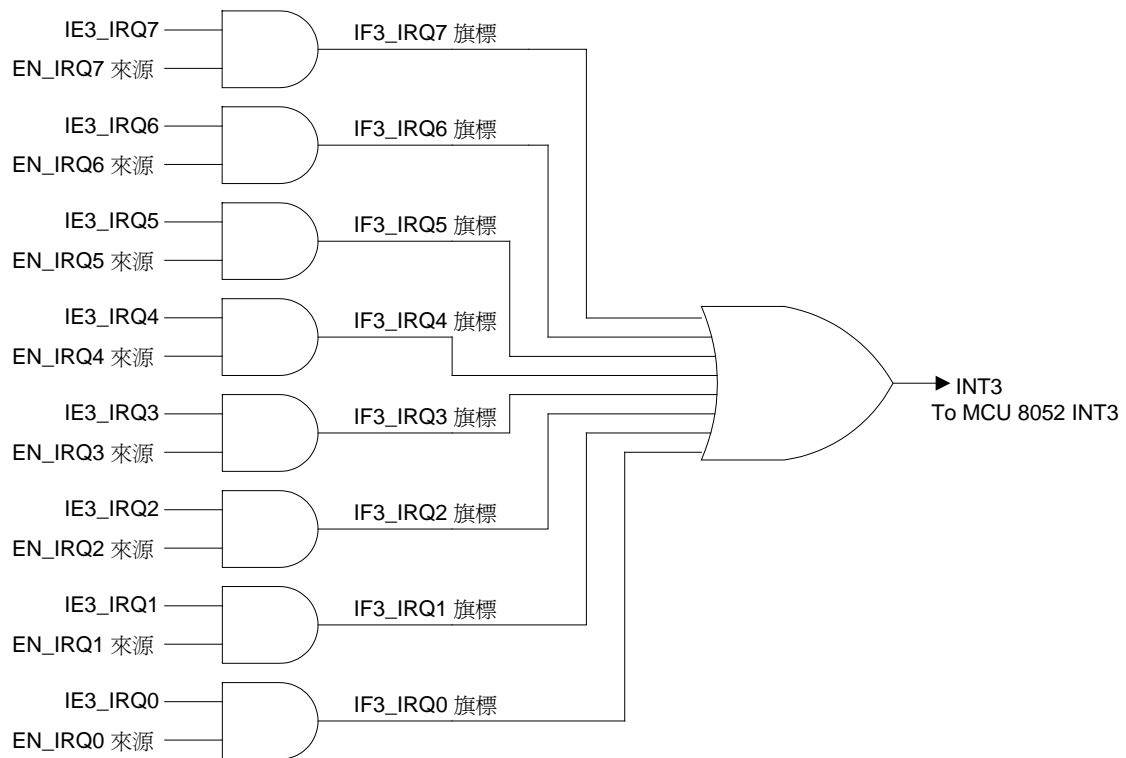 IE3_IRQ7
IF3_IRQ7 旗標
EN_IRQ7 來源
IE3_IRQ6
IF3_IRQ6 旗標
EN_IRQ6 來源
IE3_IRQ5
IF3_IRQ5 旗標
EN_IRQ5 來源
IE3_IRQ4
IF3_IRQ4 旗標
EN_IRQ4 來源
INT3
To MCU 8052 INT3
IE3_IRQ3
IF3_IRQ3 旗標
EN_IRQ3 來源
IE3_IRQ2
IF3_IRQ2 旗標
EN_IRQ2 來源
IE3_IRQ1
IF3_IRQ1 旗標
EN_IRQ1 來源
IE3_IRQ0
IF3_IRQ0 旗標
EN_IRQ0 來源